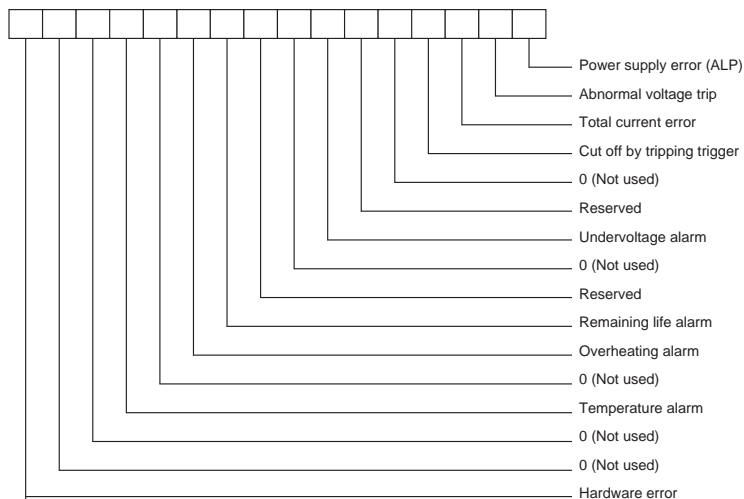 Power supply error (ALP)
Abnormal voltage trip
Total current error
Cut off by tripping trigger
0 (Not used)
Reserved
Undervoltage alarm
0 (Not used)
Reserved
Remaining life alarm
Overheating alarm
0 (Not used)
Temperature alarm
0 (Not used)
0 (Not used)
Hardware error